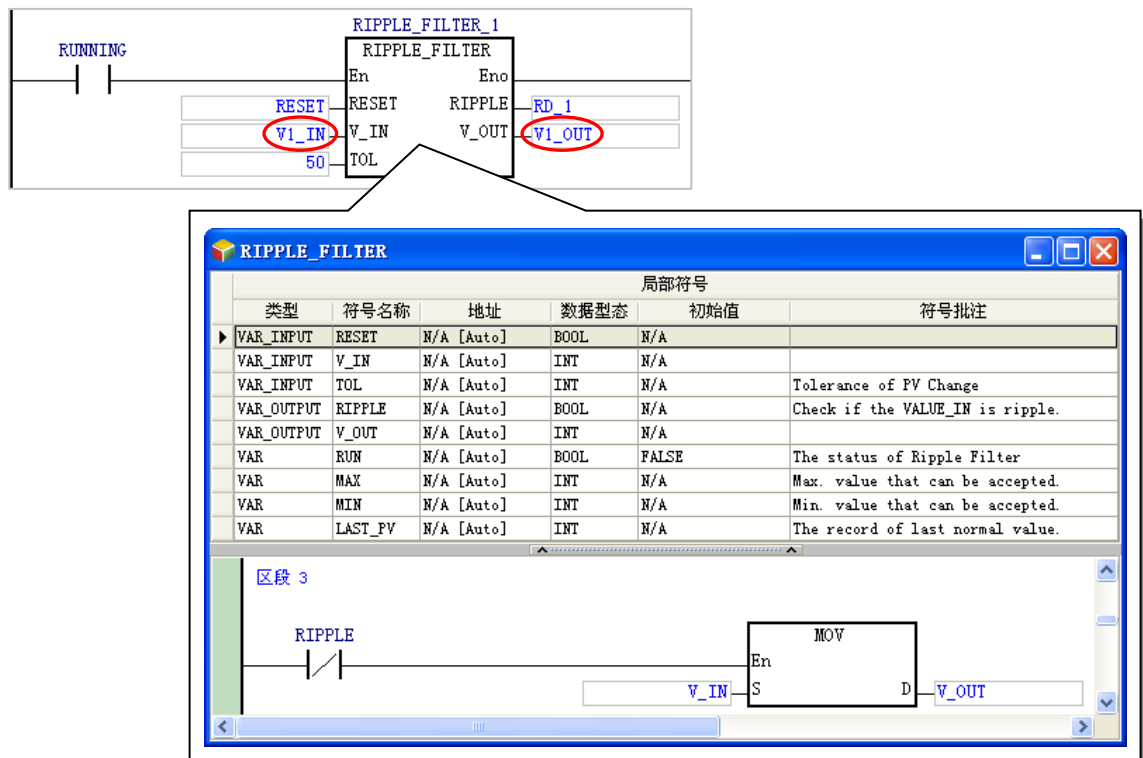 RIPPLE_FILTER_1
RUNNING
RIPPLE_FILTER
En Eno
RESET RESET RIPPLE RD_1
V1_IN V_IN V_OUT V1_OUT
50 TOL
RIPPLE_FILTER
局部符号
类型 符号名称 地址 数据型态 初始值 符号批注
VAR_INPUT RESET N/A [Auto] BOOL N/A
VAR_INPUT V_IN N/A [Auto] INT N/A
VAR_INPUT TOL N/A [Auto] INT N/A Tolerance of PV Change
VAR_OUTPUT RIPPLE N/A [Auto] BOOL N/A Check if the VALUE_IN is ripple.
VAR_OUTPUT V_OUT N/A [Auto] INT N/A
VAR RUN N/A [Auto] BOOL FALSE The status of Ripple Filter
VAR MAX N/A [Auto] INT N/A Max. value that can be accepted.
VAR MIN N/A [Auto] INT N/A Min. value that can be accepted.
VAR LAST_PV N/A [Auto] INT N/A The record of last normal value.
区段 3
RIPPLE MOV
En
V_IN S D V_OUT